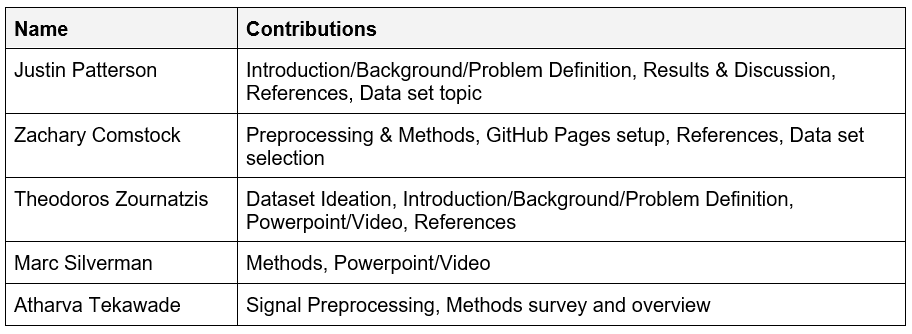 Name Contributions
Justin Patterson Introduction/Background/Problem Definition, Results & Discussion,
References, Data set topic
Zachary Comstock Preprocessing & Methods, GitHub Pages setup, References, Data set
selection
Theodoros Zournatzis Dataset Ideation, Introduction/Background/Problem Definition,
Powerpoint/Video, References
Marc Silverman Methods, Powerpoint/Video
Atharva Tekawade Signal Preprocessing, Methods survey and overview